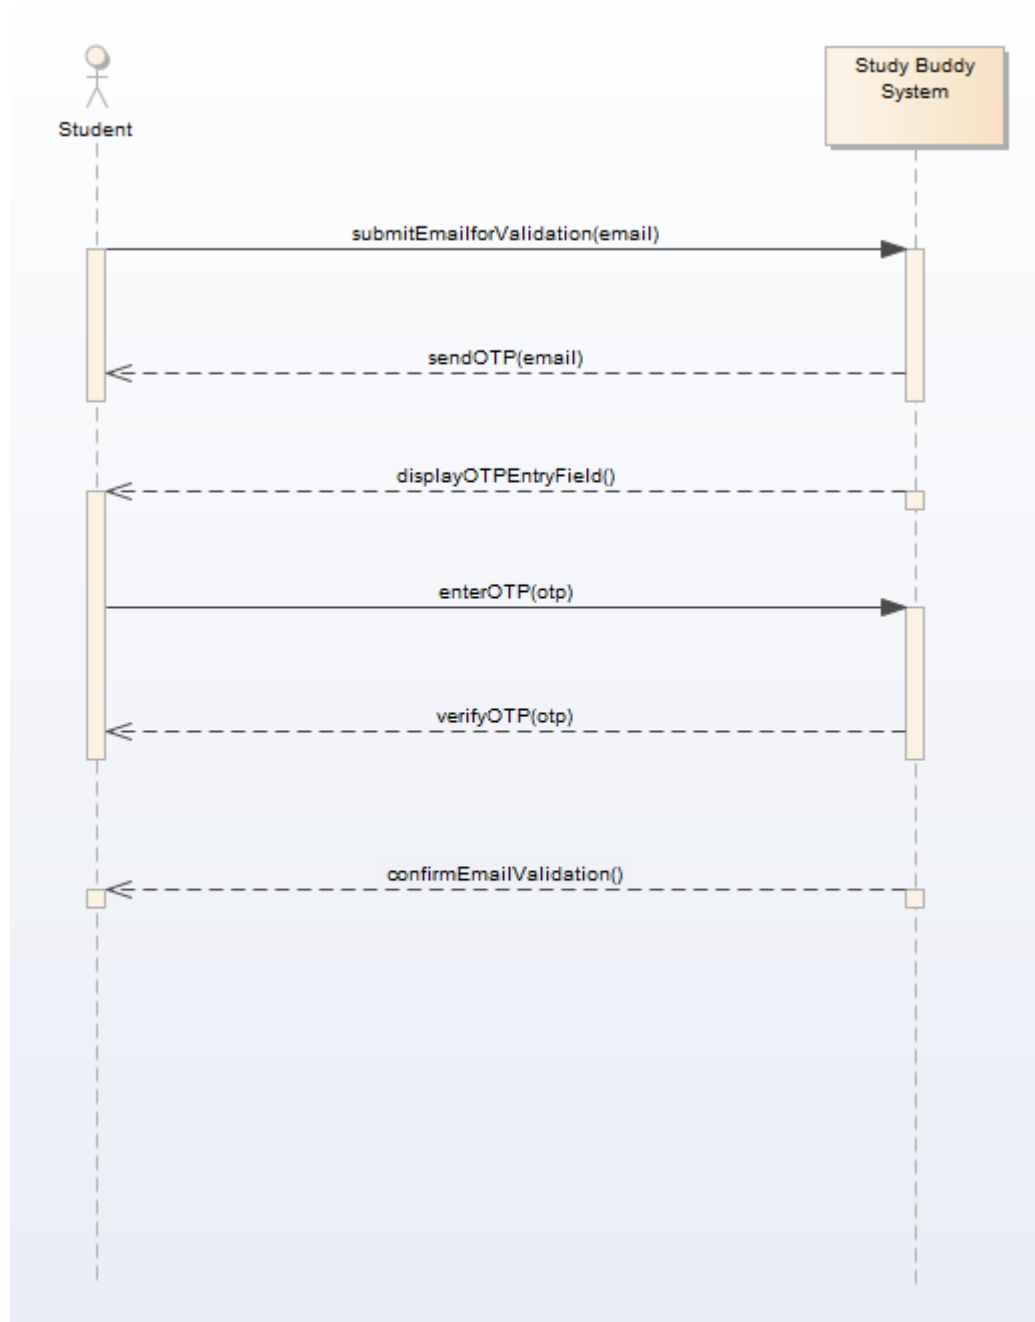 Study Buddy
System
Student
submitEmailforValidation(email)
sendOTP(email)
displayOTPEntryField()
enterOTP(otp)
verifyOTP(otp)
confirmEmailValidation()